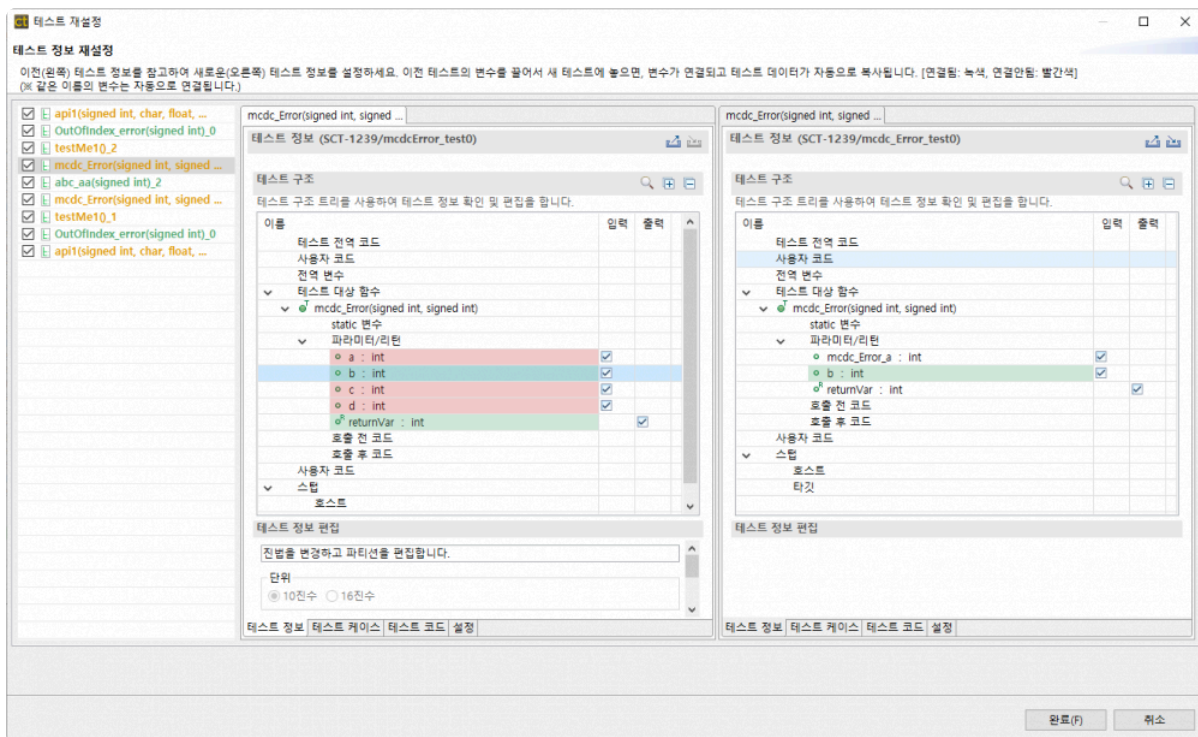 ct 테스트 재설정
테스트 정보 재설정
이전(왼쪽) 테스트 정보를 참고하여 새로운(오른쪽) 테스트 정보를 설정하세요. 이전 테스트의 변수를 끌어서 새 테스트에 놓으면, 변수가 연결되고 테스트 데이터가 자동으로 복사됩니다. [연결됨: 녹색, 연결안됨: 빨간색]
(※ 같은 이름의 변수는 자동으로 연결됩니다.)
api1(signed int, char, float, ...
OutOfIndex_error(signed int)_0
testMe1()_2
mcdc_Error(signed int, signed ...
abc_aa(signed int)_2
mcdc_Error(signed int, signed ...
testMe1()_1
OutOfIndex_error(signed int)_0
api1(signed int, char, float, ...
mcdc_Error(signed int, signed ...
테스트 정보 (SCT-1239/mcdcError_test0)
테스트 구조
테스트 구조 트리를 사용하여 테스트 정보 확인 및 편집을 합니다.
이름 입력 출력
테스트 전역 코드
사용자 코드
전역 변수
테스트 대상 함수
mcdc_Error(signed int, signed int)
static 변수
파라미터/리턴
a : int
b : int
c : int
d : int
returnVar : int
호출 전 코드
호출 후 코드
사용자 코드
스텁
호스트
테스트 정보 편집
진법을 변경하고 파티션을 편집합니다.
단위
10진수 16진수
테스트 정보 테스트 케이스 테스트 코드 설정
mcdc_Error(signed int, signed ...
테스트 정보 (SCT-1239/mcdc_Error_test0)
테스트 구조
테스트 구조 트리를 사용하여 테스트 정보 확인 및 편집을 합니다.
이름 입력 출력
테스트 전역 코드
사용자 코드
전역 변수
테스트 대상 함수
mcdc_Error(signed int, signed int)
static 변수
파라미터/리턴
mcdc_Error_a : int
b : int
returnVar : int
호출 전 코드
호출 후 코드
사용자 코드
스텁
호스트
타깃
테스트 정보 편집
테스트 정보 테스트 케이스 테스트 코드 설정
완료(F) 취소